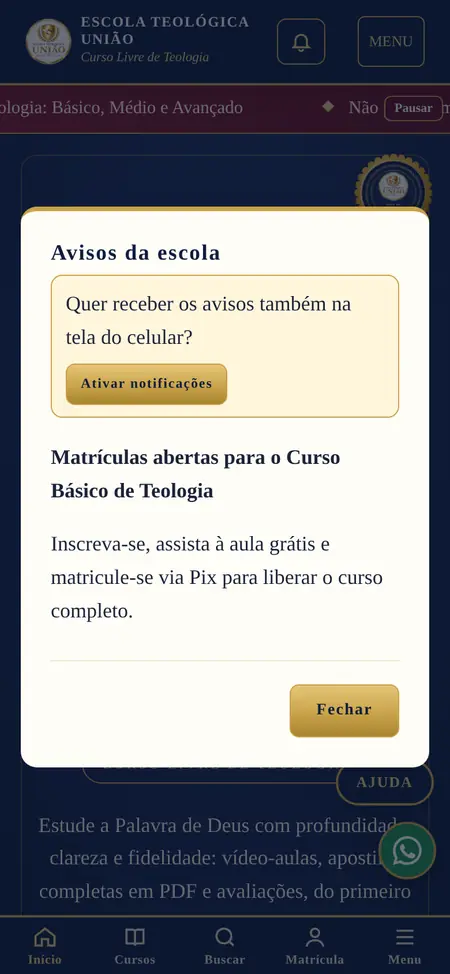 ESCOLA TEOLÓGICA
UNIÃO
Curso Livre de Teologia
MENU
ologia: Básico, Médio e Avançado
Não
Pausar
Avisos da escola
Quer receber os avisos também na
tela do celular?
Ativar notificações
Matrículas abertas para o Curso
Básico de Teologia
Inscreva-se, assista à aula grátis e
matricule-se via Pix para liberar o curso
completo.
Fechar
AJUDA
Estude a Palavra de Deus com profundidad
clareza e fidelidade: vídeo-aulas, aposti
completas em PDF e avaliações, do primeiro
Início
Cursos
Buscar
Matrícula
Menu